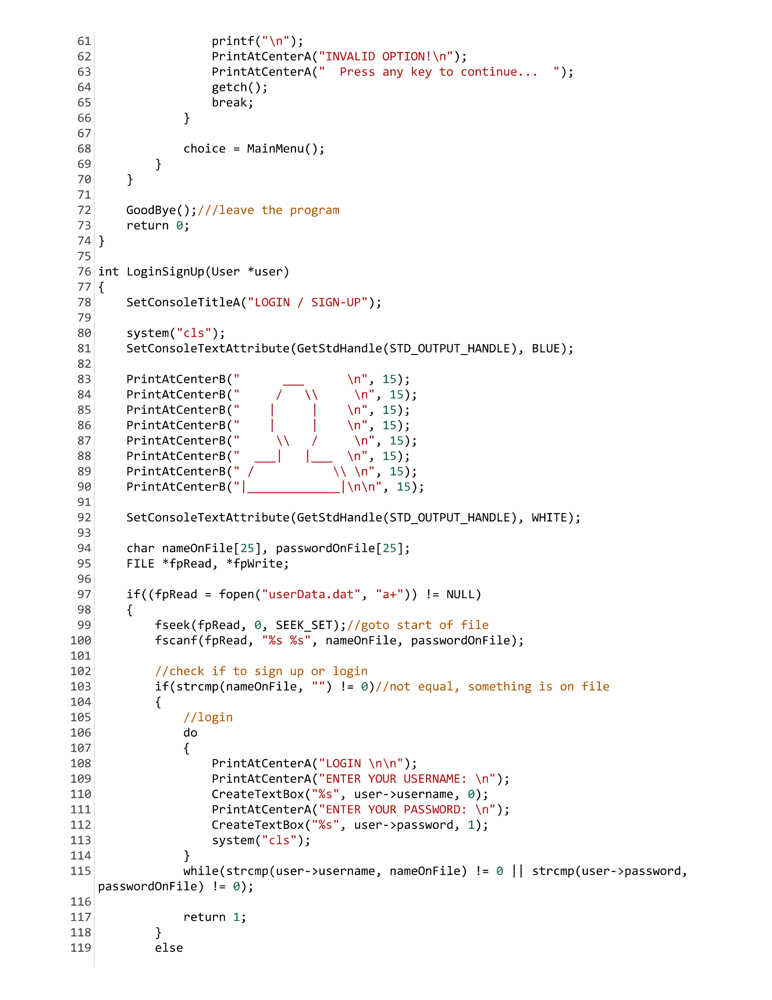 61                 printf("\n");
62                 PrintAtCenterA("INVALID OPTION!\n");
63                 PrintAtCenterA("  Press any key to continue...  ");
64                 getch();
65                 break;
66             }
67
68             choice = MainMenu();
69         }
70     }
71
72     GoodBye();///leave the program
73     return 0;
74 }
75
76 int LoginSignUp(User *user)
77 {
78     SetConsoleTitleA("LOGIN / SIGN-UP");
79
80     system("cls");
81     SetConsoleTextAttribute(GetStdHandle(STD_OUTPUT_HANDLE), BLUE);
82
83     PrintAtCenterB("      ___      \n", 15);
84     PrintAtCenterB("     /   \\     \n", 15);
85     PrintAtCenterB("    |     |    \n", 15);
86     PrintAtCenterB("    |     |    \n", 15);
87     PrintAtCenterB("     \\   /     \n", 15);
88     PrintAtCenterB("  ___|   |___  \n", 15);
89     PrintAtCenterB(" /           \\ \n", 15);
90     PrintAtCenterB("|_____________|\n\n", 15);
91
92     SetConsoleTextAttribute(GetStdHandle(STD_OUTPUT_HANDLE), WHITE);
93
94     char nameOnFile[25], passwordOnFile[25];
95     FILE *fpRead, *fpWrite;
96
97     if((fpRead = fopen("userData.dat", "a+")) != NULL)
98     {
99         fseek(fpRead, 0, SEEK_SET);//goto start of file
100         fscanf(fpRead, "%s %s", nameOnFile, passwordOnFile);
101
102         //check if to sign up or login
103         if(strcmp(nameOnFile, "") != 0)//not equal, something is on file
104         {
105             //login
106             do
107             {
108                 PrintAtCenterA("LOGIN \n\n");
109                 PrintAtCenterA("ENTER YOUR USERNAME: \n");
110                 CreateTextBox("%s", user->username, 0);
111                 PrintAtCenterA("ENTER YOUR PASSWORD: \n");
112                 CreateTextBox("%s", user->password, 1);
113                 system("cls");
114             }
115             while(strcmp(user->username, nameOnFile) != 0 || strcmp(user->password,
passwordOnFile) != 0);
116
117             return 1;
118         }
119         else